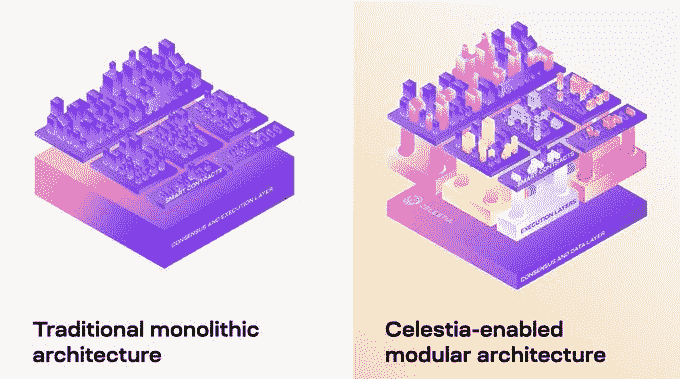 SMART CONTRACTS
CONSENSUS AND EXECUTION LAYER
Traditional monolithic
architecture
SMART CONTRACTS
CELESTIA
EXECUTION LAYERS
CONSENSUS AND DATA LAYER
Celestia-enabled
modular architecture